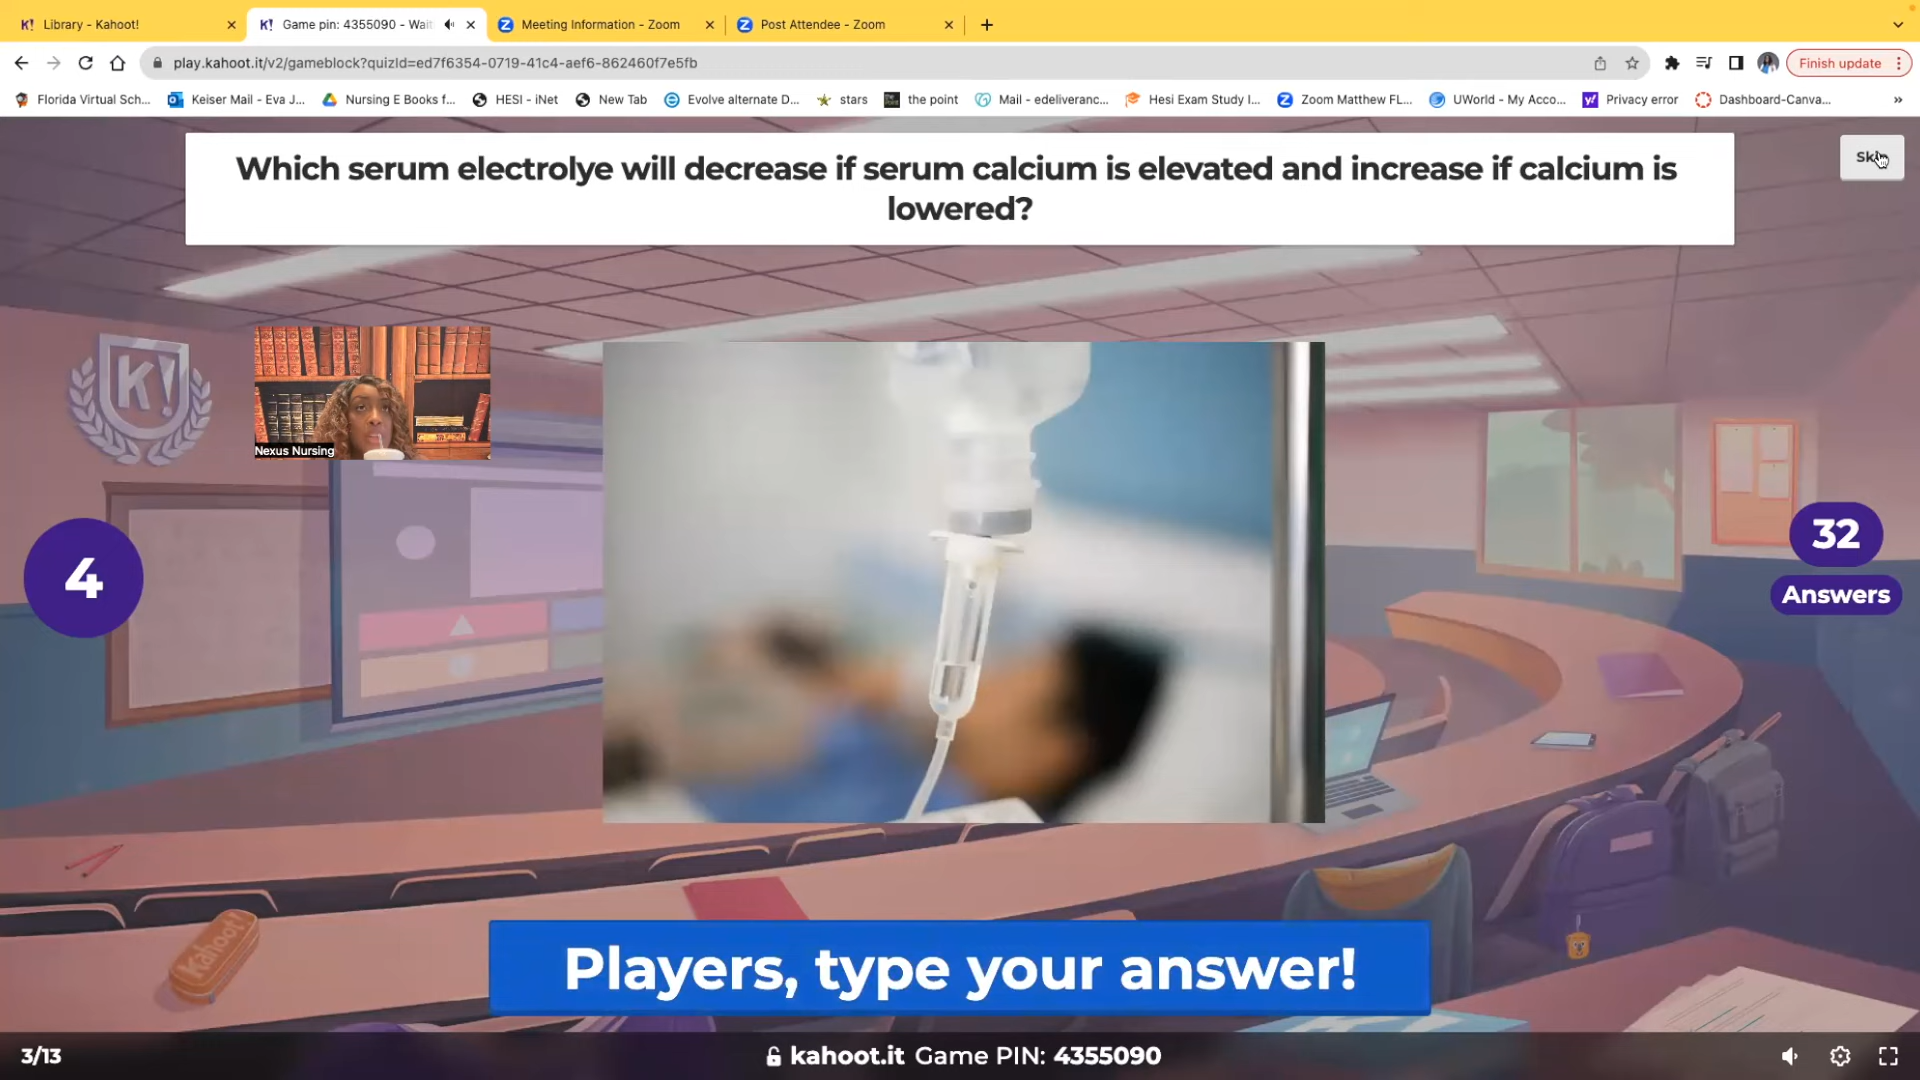 Library - Kahoot!
Game pin: 4355090 - Wait
Meeting Information - Zoom
Post Attendee - Zoom
play.kahoot.it/v2/gameblock?quizId=ed7f6354-0719-41c4-aef6-862460f7e5fb
Finish update
Florida Virtual Sch...
Keiser Mail - Eva J...
Nursing E Books f...
HESI - iNet
New Tab
Evolve alternate D...
stars
the point
Mail - edeliveranc...
Hesi Exam Study I...
Zoom Matthew FL...
UWorld - My Acco...
Privacy error
Dashboard-Canva...
Which serum electrolye will decrease if serum calcium is elevated and increase if calcium is
lowered?
K!
Nexus Nursing
4
32
Answers
Kahoot!
Players, type your answer!
3/13
kahoot.it Game PIN: 4355090